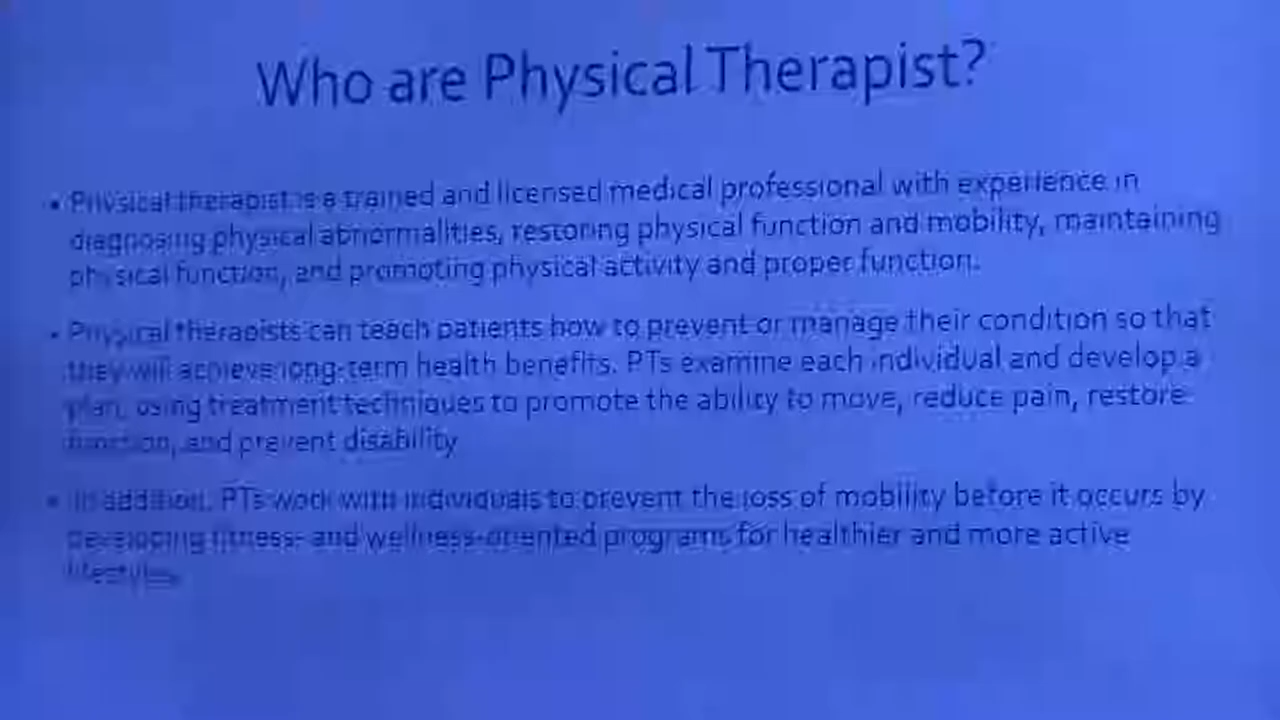 Who are Physical Therapist?
• Physical therapist is a trained and licensed medical professional with experience in
diagnosing physical abnormalities, restoring physical function and mobility, maintaining
physical function, and promoting physical activity and proper function.
• Physical therapists can teach patients how to prevent or manage their condition so that
they will achieve long-term health benefits. PTs examine each individual and develop a
plan, using treatment techniques to promote the ability to move, reduce pain, restore
function, and prevent disability
• In addition, PTs work with individuals to prevent the loss of mobility before it occurs by
developing fitness- and wellness-oriented programs for healthier and more active
lifestyles.